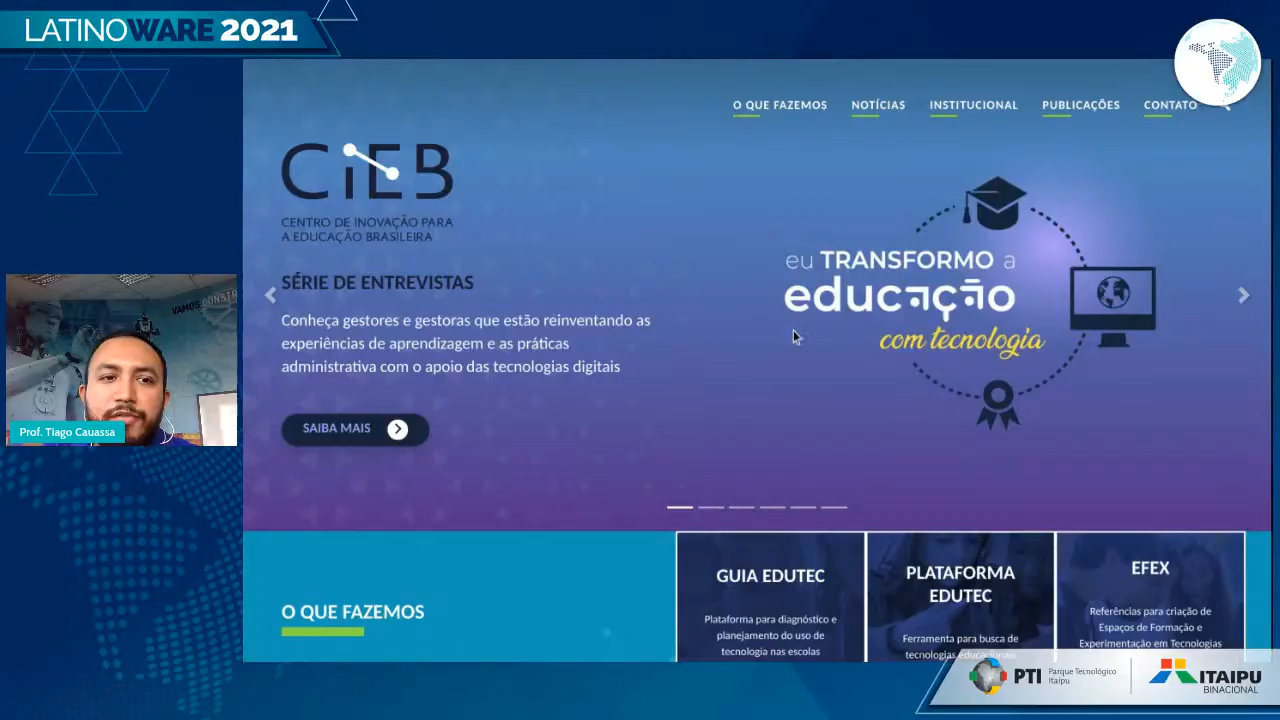 LATINOWARE 2021
O QUE FAZEMOS NOTÍCIAS INSTITUCIONAL PUBLICAÇÕES CONTATO
CiEB
CENTRO DE INOVAÇÃO PARA
A EDUCAÇÃO BRASILEIRA
SÉRIE DE ENTREVISTAS
Conheça gestores e gestoras que estão reinventando as
experiências de aprendizagem e as práticas
administrativa com o apoio das tecnologias digitais
SAIBA MAIS
eu TRANSFORMO a
educação
com tecnologia
VAMOS CONST
Prof. Tiago Cauassa
O QUE FAZEMOS
GUIA EDUTEC
Plataforma para diagnóstico e
planejamento do uso de
tecnologia nas escolas
PLATAFORMA
EDUTEC
Ferramenta para busca de
tecnologias educacionais
EFEX
Referências para criação de
Espaços de Formação e
Experimentação em Tecnologias
PTI Parque Tecnológico
Itaipu
ITAIPU
BINACIONAL